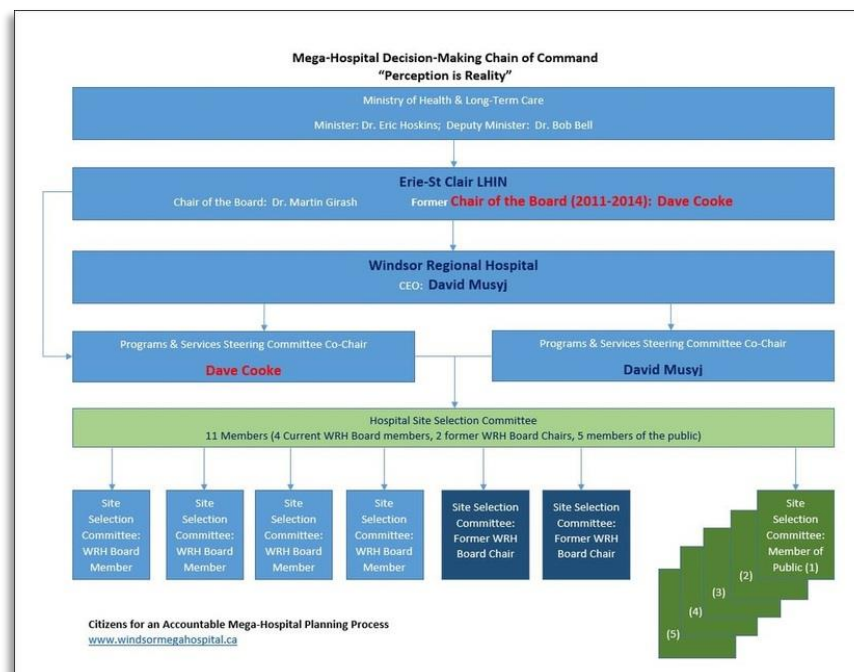 Mega-Hospital Decision-Making Chain of Command
“Perception is Reality”
Ministry of Health & Long-Term Care
Minister: Dr. Eric Hoskins; Deputy Minister: Dr. Bob Bell
Erie-St Clair LHIN
Chair of the Board: Dr. Martin Girash Former Chair of the Board (2011-2014): Dave Cooke
Windsor Regional Hospital
CEO: David Musyj
Programs & Services Steering Committee Co-Chair
Dave Cooke
Programs & Services Steering Committee Co-Chair
David Musyj
Hospital Site Selection Committee
11 Members (4 Current WRH Board members, 2 former WRH Board Chairs, 5 members of the public)
Site
Selection
Committee:
WRH Board
Member
Site
Selection
Committee:
WRH Board
Member
Site
Selection
Committee:
WRH Board
Member
Site
Selection
Committee:
WRH Board
Member
Site Selection
Committee:
Former WRH
Board Chair
Site Selection
Committee:
Former WRH
Board Chair
Site
Selection
Committee:
Member of
Public (1)
(2)
(3)
(4)
(5)
Citizens for an Accountable Mega-Hospital Planning Process
www.windsormegahospital.ca